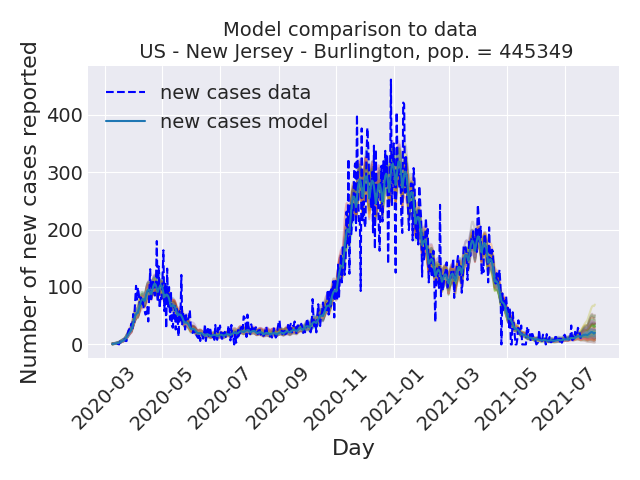 Model comparison to data
US - New Jersey - Burlington, pop. = 445349
new cases data
new cases model
Number of new cases reported
400
300
200
100
0
2020-03
2020-05
2020-07
2020-09
2020-11
2021-01
2021-03
2021-05
2021-07
Day